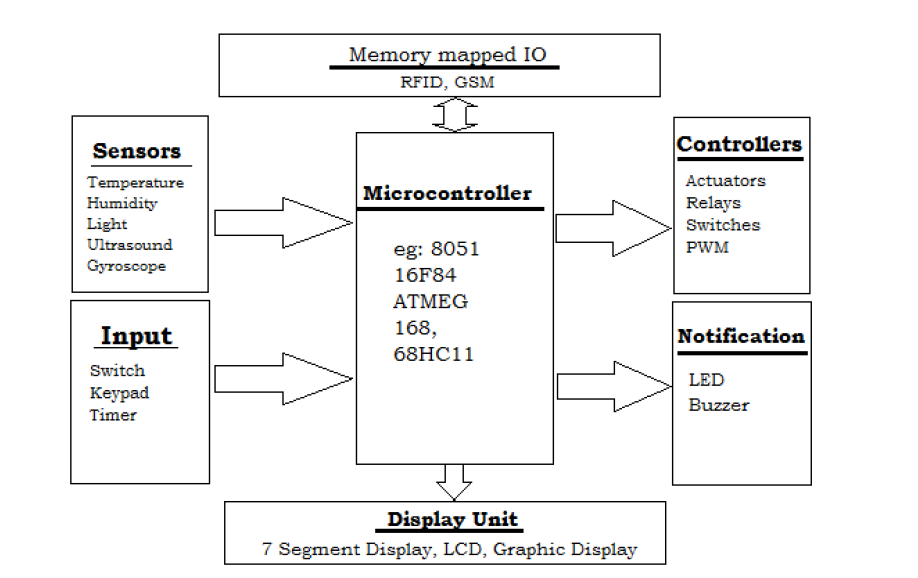 Memory mapped IO
RFID, GSM
Sensors
Temperature
Humidity
Light
Ultrasound
Gyroscope
Input
Switch
Keypad
Timer
Microcontroller
eg: 8051
16F84
ATMEG
168,
68HC11
Controllers
Actuators
Relays
Switches
PWM
Notification
LED
Buzzer
Display Unit
7 Segment Display, LCD, Graphic Display